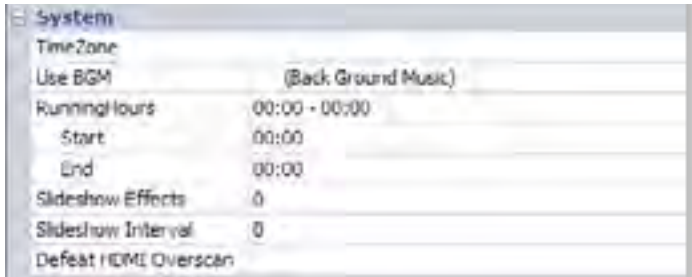 System
TimeZone
Use BGM (Back Ground Music)
RunningHours 00:00 - 00:00
Start 00:00
End 00:00
Slideshow Effects 0
Slideshow Interval 0
Defeat HDMI Overscan